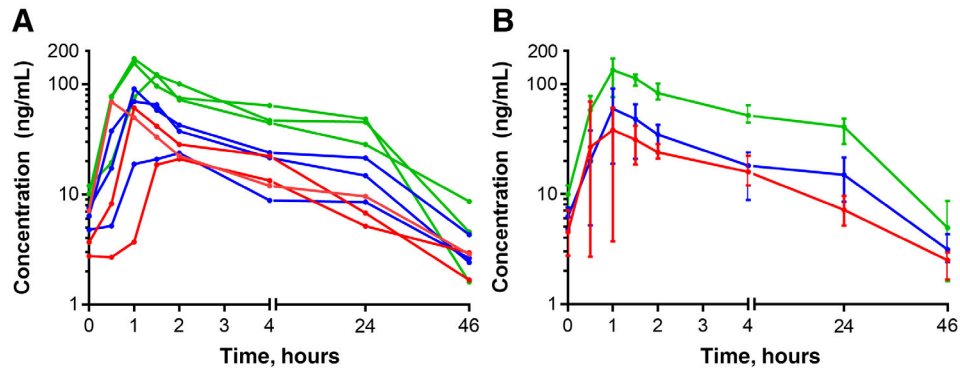 A
Concentration (ng/mL)
200
100
10
1
0 1 2 3 4 24 46
Time, hours
B
Concentration (ng/mL)
200
100
10
1
0 1 2 3 4 24 46
Time, hours